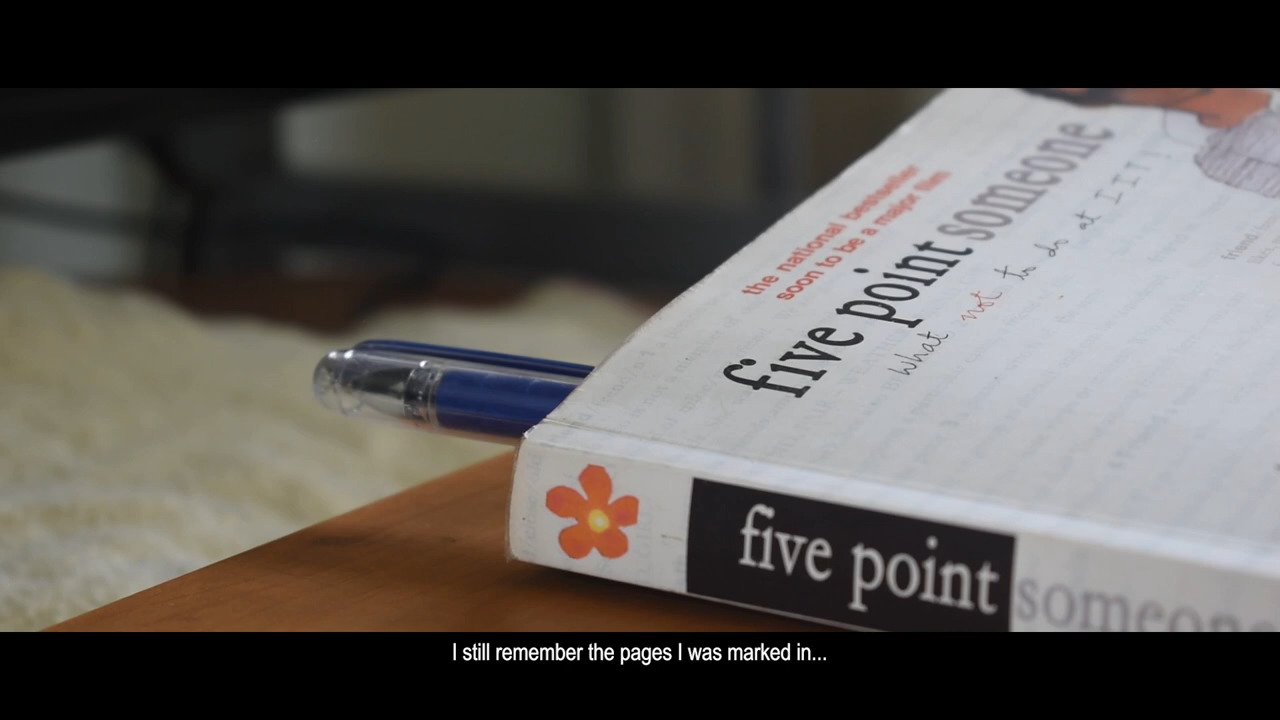 the national bestseller
soon to be a major film
five point someone
what not to do at IIT!
friend
five point someone
I still remember the pages I was marked in...